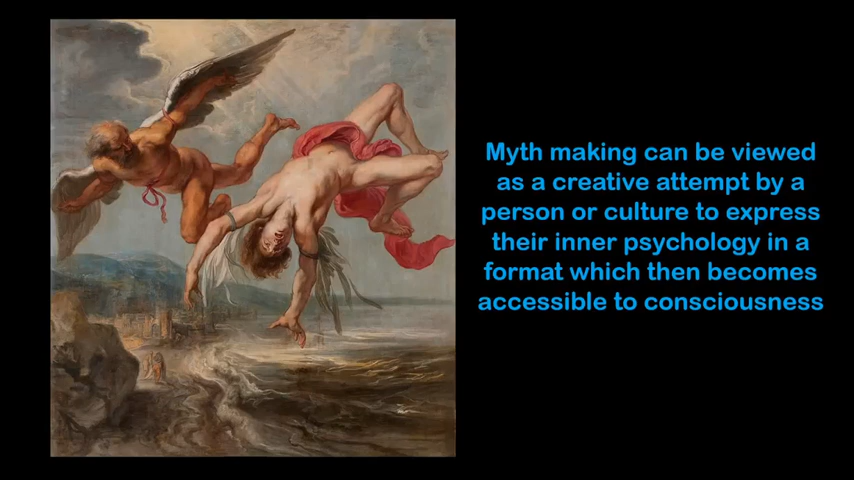 Myth making can be viewed
as a creative attempt by a
person or culture to express
their inner psychology in a
format which then becomes
accessible to consciousness